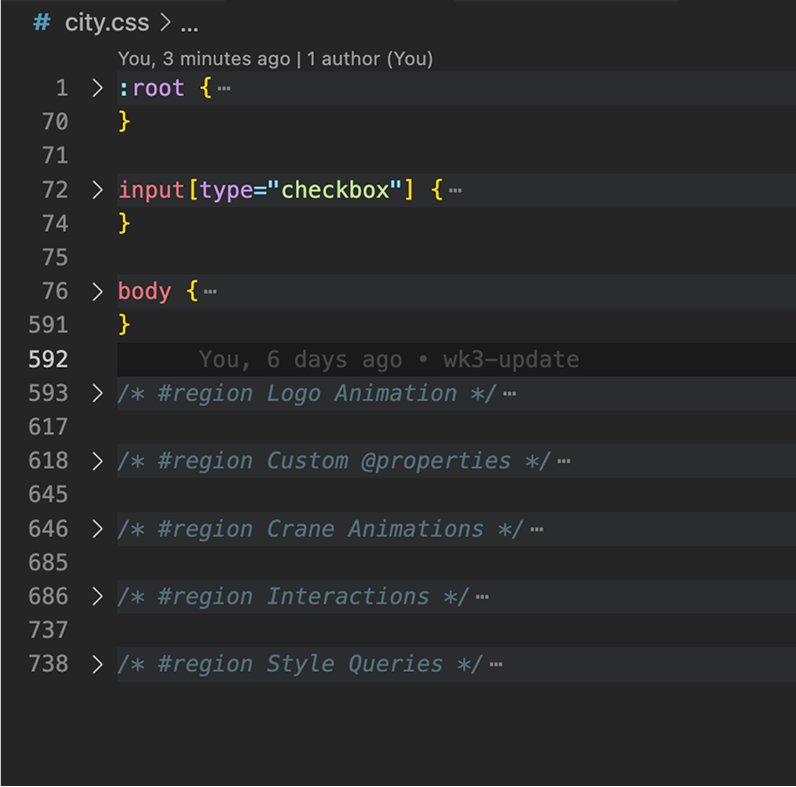 # city.css > ...
You, 3 minutes ago | 1 author (You)
1 > :root { ⋯
70 }
71
72 > input[type="checkbox"] { ⋯
74 }
75
76 > body { ⋯
591 }
592 You, 6 days ago • wk3-update
593 > /* #region Logo Animation */ ⋯
617
618 > /* #region Custom @properties */ ⋯
645
646 > /* #region Crane Animations */ ⋯
685
686 > /* #region Interactions */ ⋯
737
738 > /* #region Style Queries */ ⋯